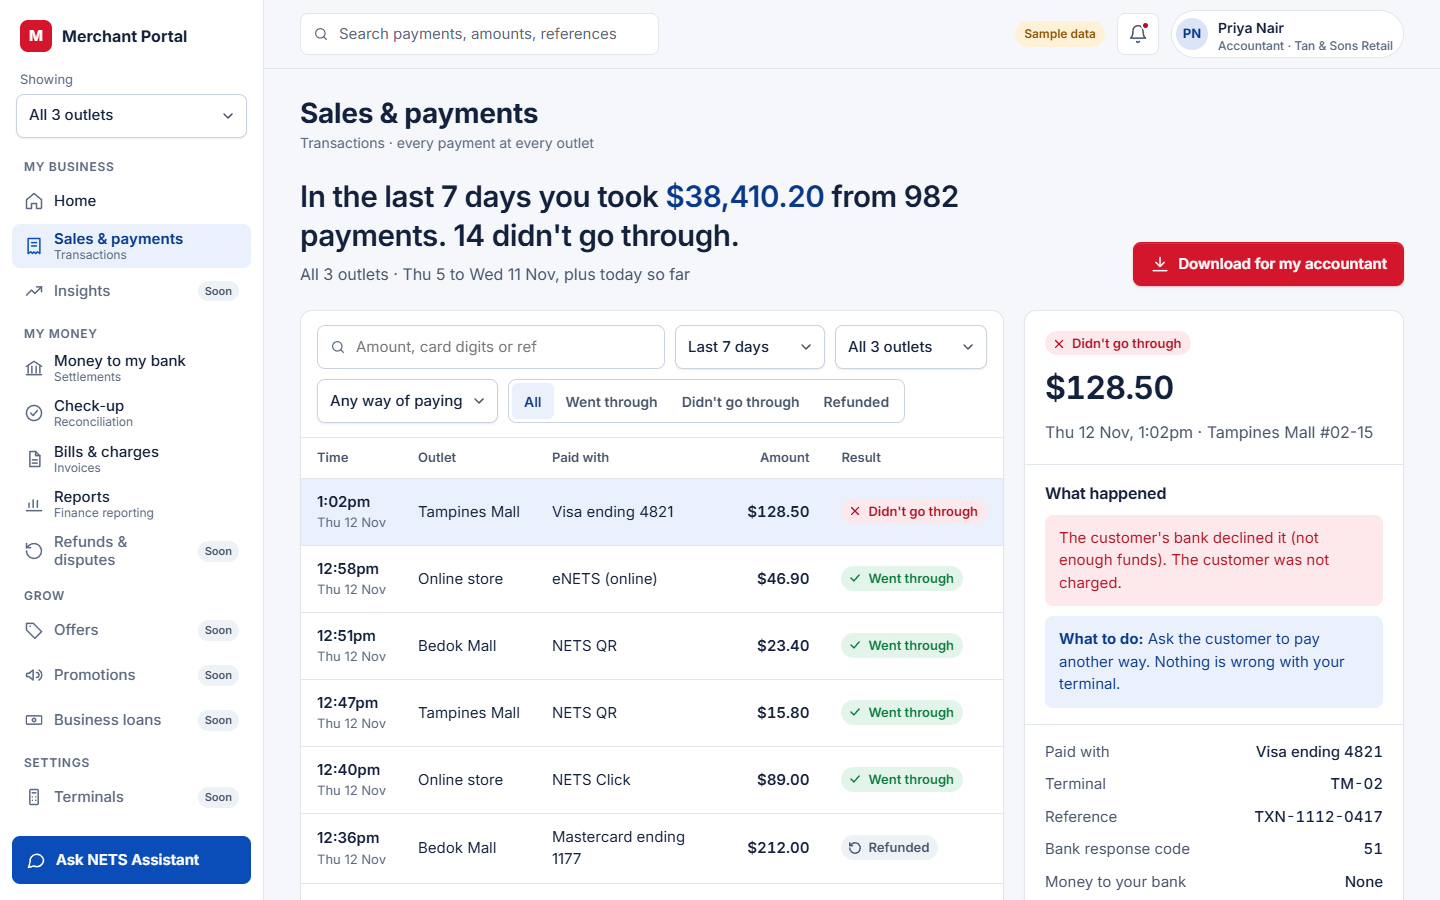 M Merchant Portal
Showing
All 3 outlets
MY BUSINESS
Home
Sales & payments
Transactions
Insights Soon
MY MONEY
Money to my bank
Settlements
Check-up
Reconciliation
Bills & charges
Invoices
Reports
Finance reporting
Refunds &
disputes
Soon
GROW
Offers Soon
Promotions Soon
Business loans Soon
SETTINGS
Terminals Soon
Ask NETS Assistant
Search payments, amounts, references
Sample data
PN
Priya Nair
Accountant · Tan & Sons Retail
Sales & payments
Transactions · every payment at every outlet
In the last 7 days you took $38,410.20 from 982
payments. 14 didn't go through.
All 3 outlets · Thu 5 to Wed 11 Nov, plus today so far
Download for my accountant
Amount, card digits or ref
Last 7 days
All 3 outlets
Any way of paying
All Went through Didn't go through Refunded
Time Outlet Paid with Amount Result
1:02pm
Thu 12 Nov
Tampines Mall Visa ending 4821 $128.50 Didn't go through
12:58pm
Thu 12 Nov
Online store eNETS (online) $46.90 Went through
12:51pm
Thu 12 Nov
Bedok Mall NETS QR $23.40 Went through
12:47pm
Thu 12 Nov
Tampines Mall NETS QR $15.80 Went through
12:40pm
Thu 12 Nov
Online store NETS Click $89.00 Went through
12:36pm
Thu 12 Nov
Bedok Mall
Mastercard ending
1177
$212.00 Refunded
Didn't go through
$128.50
Thu 12 Nov, 1:02pm · Tampines Mall #02-15
What happened
The customer's bank declined it (not
enough funds). The customer was not
charged.
What to do: Ask the customer to pay
another way. Nothing is wrong with your
terminal.
Paid with Visa ending 4821
Terminal TM-02
Reference TXN-1112-0417
Bank response code 51
Money to your bank None